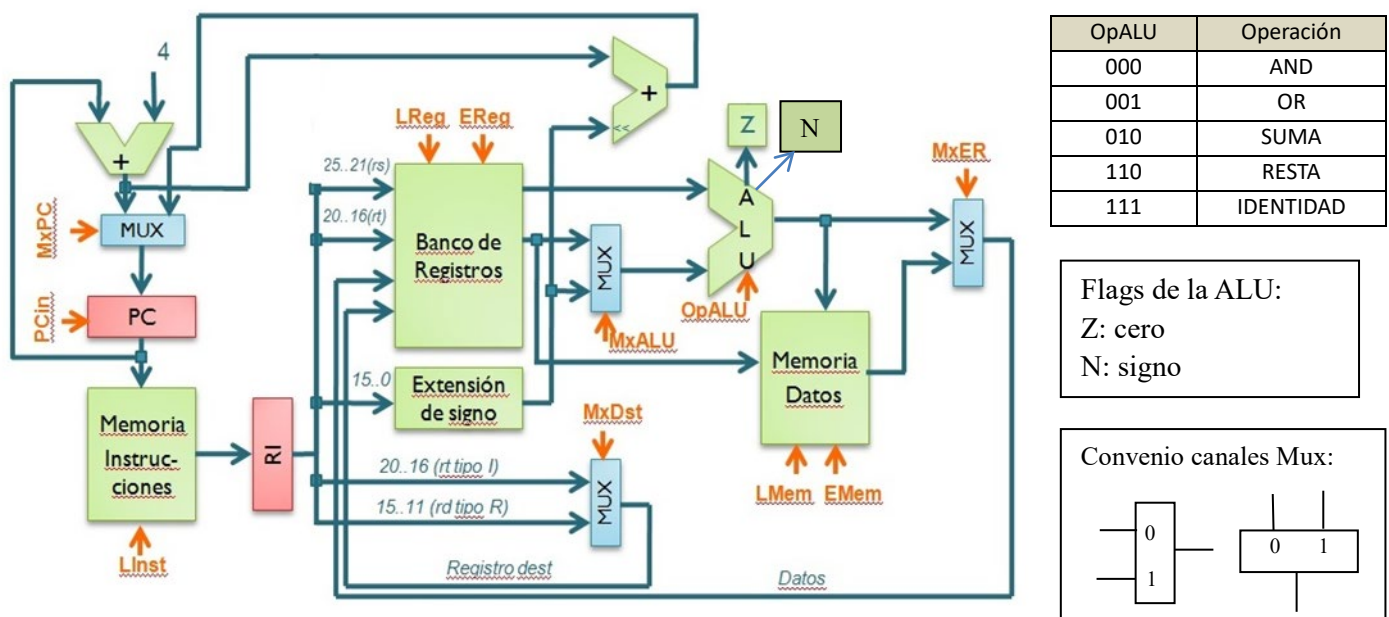 4
+
MxPC
MUX
PCin
PC
Memoria
Instruc-
ciones
LInst
RI
LReg EReg
25..21(rs)
20..16(rt)
Banco de
Registros
15..0
Extensión
de signo
20..16 (rt tipo I)
15..11 (rd tipo R)
Registro dest
MxDst
MUX
MUX
MxALU
+
<<
Z
N
A
L
U
OpALU
Memoria
Datos
LMem EMem
MxER
MUX
Datos
OpALU Operación
000 AND
001 OR
010 SUMA
110 RESTA
111 IDENTIDAD
Flags de la ALU:
Z: cero
N: signo
Convenio canales Mux:
0
1
0 1